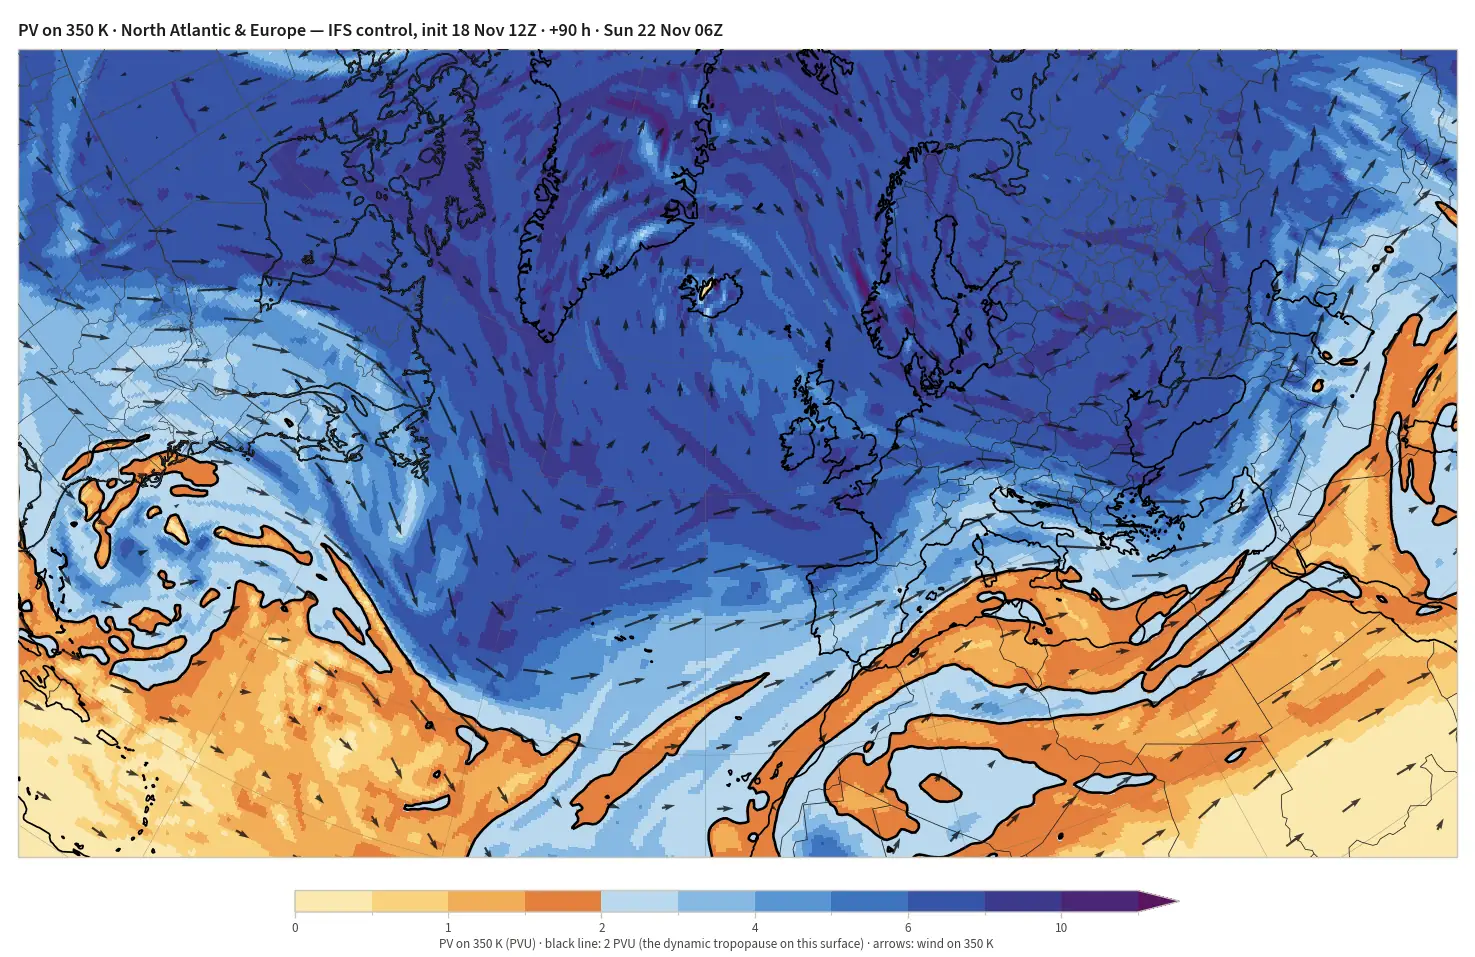 PV on 350 K · North Atlantic & Europe — IFS control, init 18 Nov 12Z · +90 h · Sun 22 Nov 06Z
0 1 2 4 6 10
PV on 350 K (PVU) · black line: 2 PVU (the dynamic tropopause on this surface) · arrows: wind on 350 K